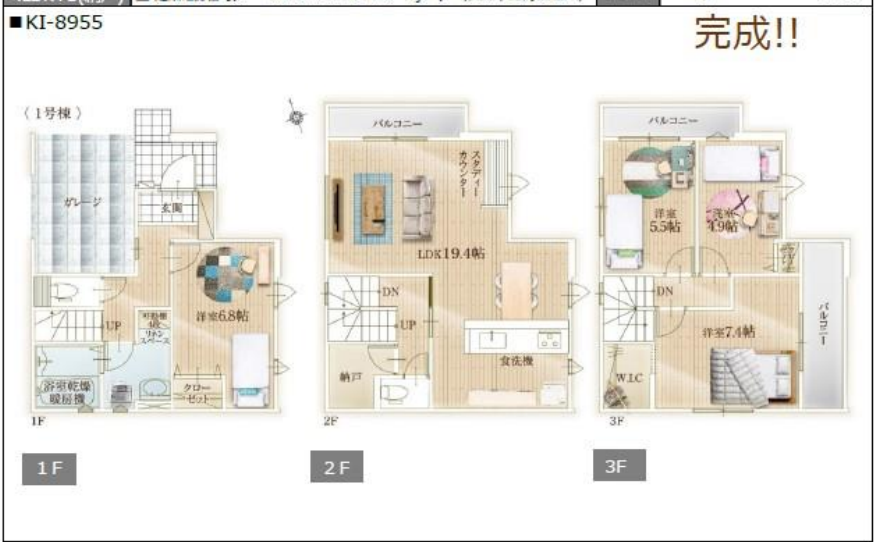 ■KI-8955
完成!!
〈 1号棟 〉
ガレージ
玄関
洋室6.8帖
UP
可動棚
4段
リネン
スペース
浴室乾燥
暖房機
クロー
ゼット
1F
1F
バルコニー
スタディー
カウンター
LDK19.4帖
DN
UP
納戸
食洗機
2F
2F
バルコニー
洋室
5.5帖
洋室
4.9帖
DN
洋室7.4帖
W.I.C
バルコニー
3F
3F